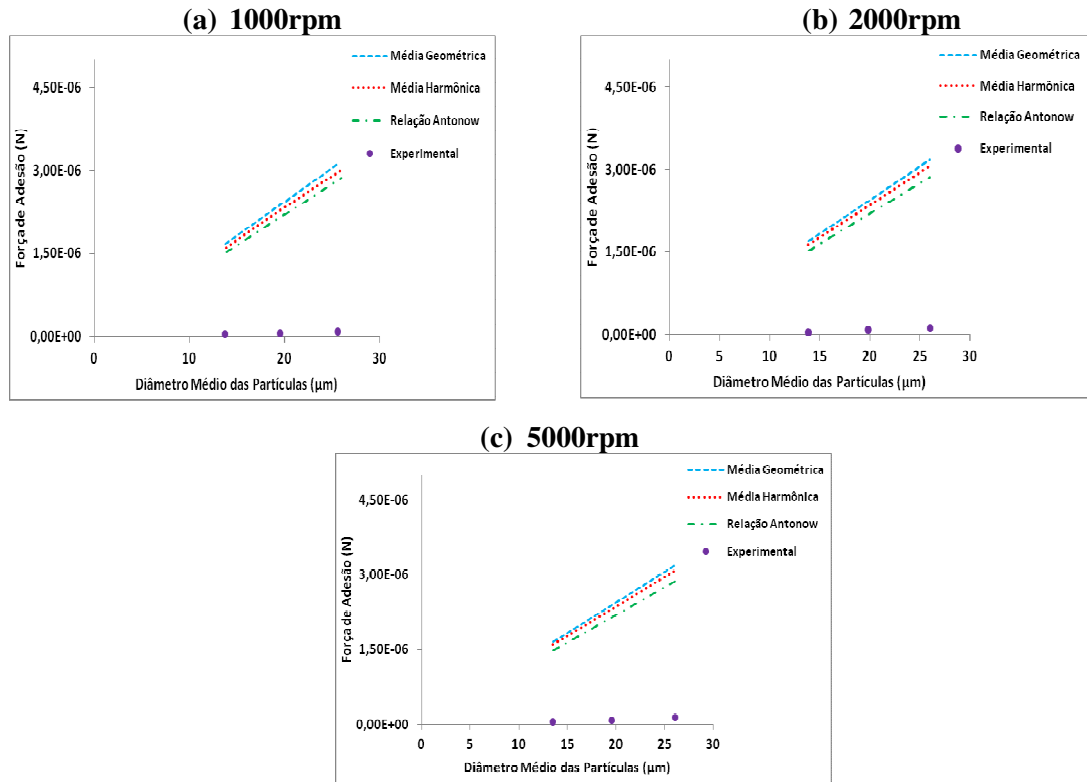 (a) 1000rpm
Média Geométrica
Média Harmônica
Relação Antonow
Experimental
Força de Adesão (N)
4,50E-06
3,00E-06
1,50E-06
0,00E+00
0
10
20
30
Diâmetro Médio das Partículas (µm)
(b) 2000rpm
Média Geométrica
Média Harmônica
Relação Antonow
Experimental
Força de Adesão (N)
4,50E-06
3,00E-06
1,50E-06
0,00E+00
0 5 10 15 20 25 30
Diâmetro Médio das Partículas (µm)
(c) 5000rpm
Média Geométrica
Média Harmônica
Relação Antonow
Experimental
Força de Adesão (N)
4,50E-06
3,00E-06
1,50E-06
0,00E+00
0 5 10 15 20 25 30
Diâmetro Médio das Partículas (µm)